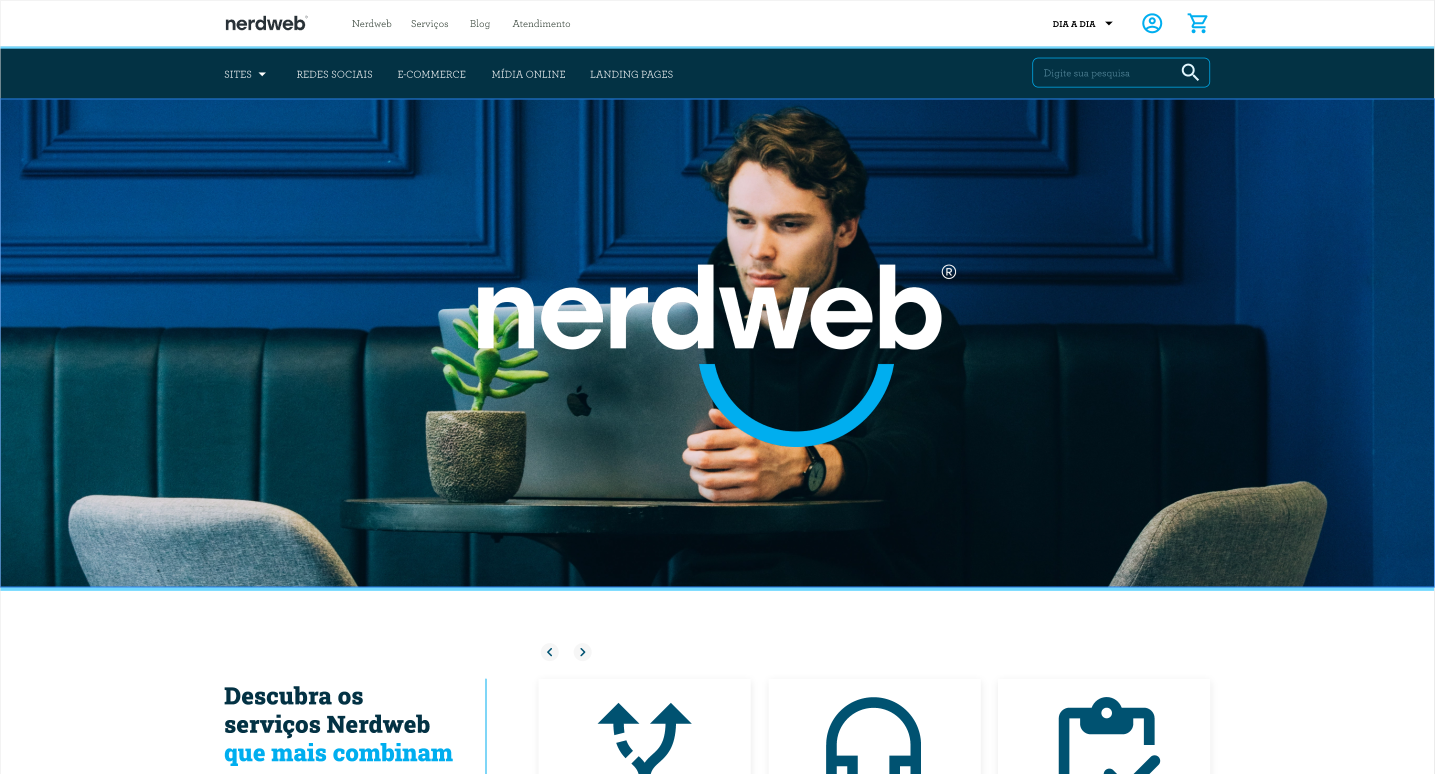 nerdweb
Nerdweb Serviços Blog Atendimento
DIA A DIA
SITES REDES SOCIAIS E-COMMERCE MÍDIA ONLINE LANDING PAGES
Digite sua pesquisa
nerdweb®
Descubra os
serviços Nerdweb
que mais combinam